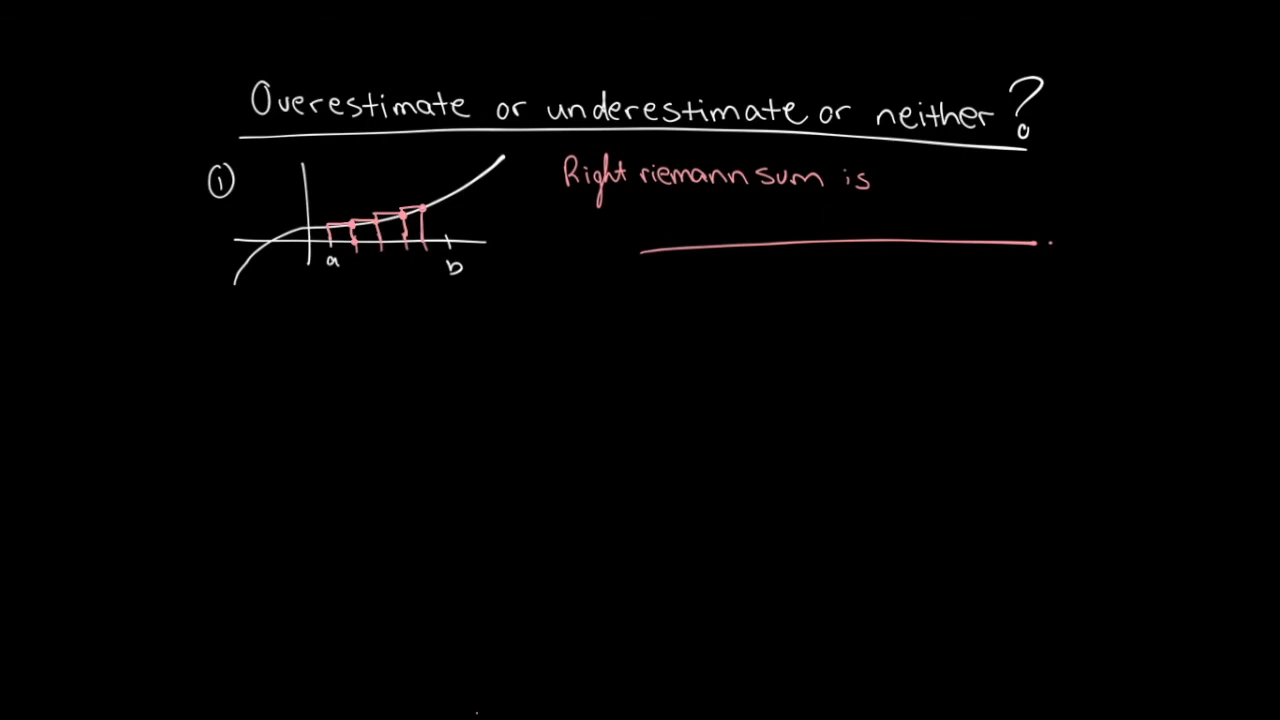 Overestimate or underestimate or neither?
①
Right riemann sum is
a
b